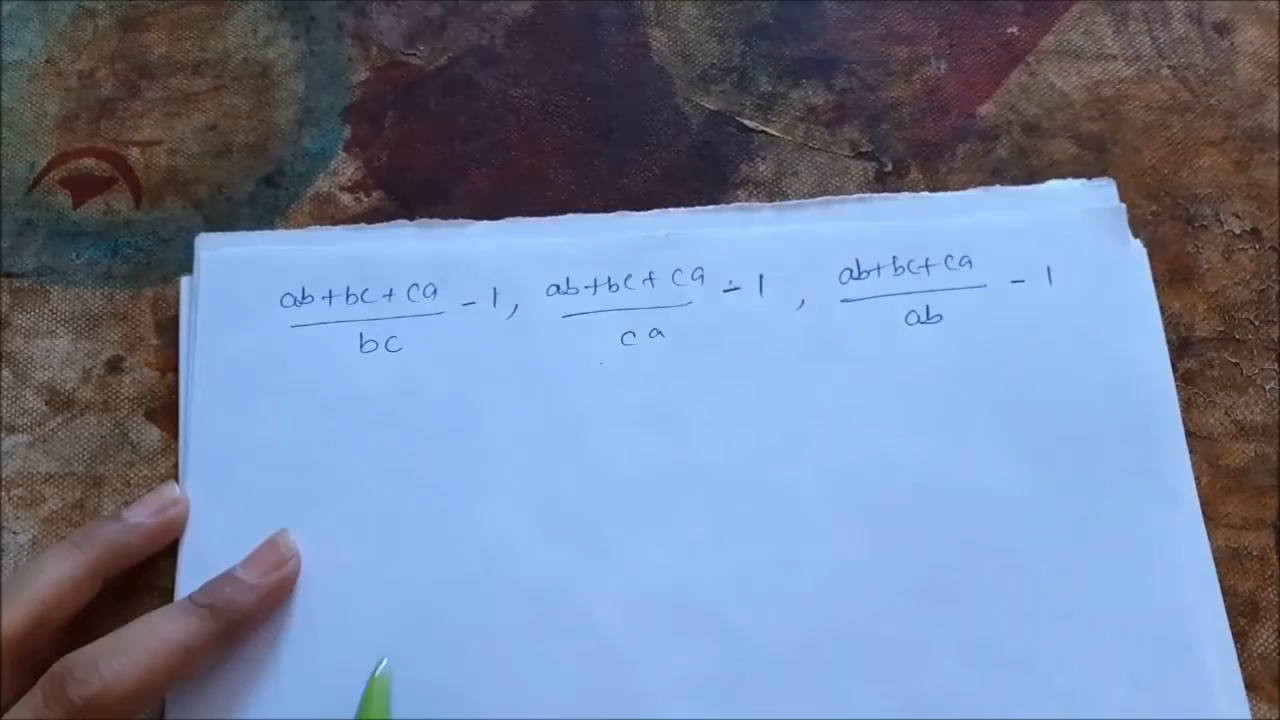 (ab+bc+ca)/bc - 1, (ab+bc+ca)/ca - 1, (ab+bc+ca)/ab - 1